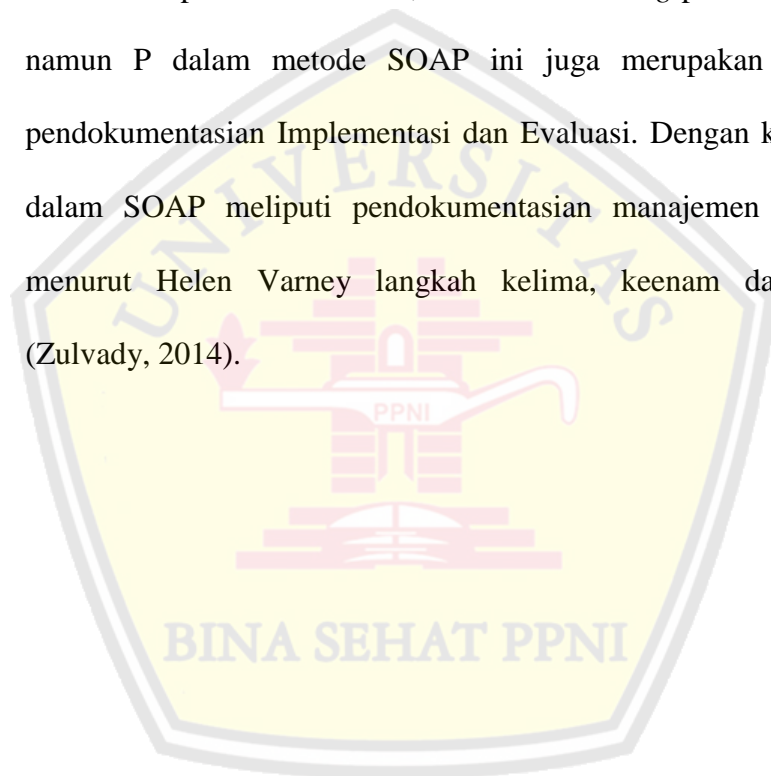 namun P dalam metode SOAP ini juga merupakan
pendokumentasian Implementasi dan Evaluasi. Dengan
dalam SOAP meliputi pendokumentasian manajemen
menurut Helen Varney langkah kelima, keenam
(Zulvady, 2014).
UNIVERSITAS
PPNI
BINA SEHAT PPNI